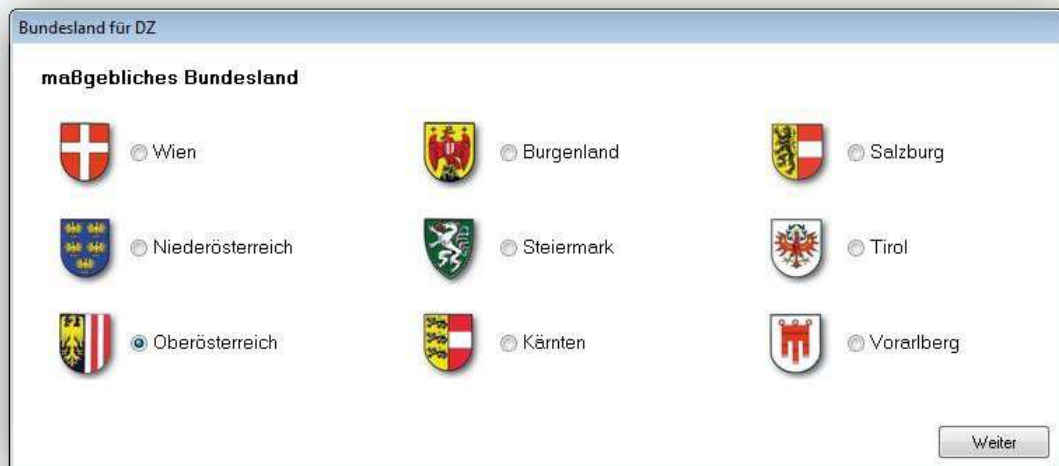 Bundesland für DZ
maßgebliches Bundesland
Wien
Burgenland
Salzburg
Niederösterreich
Steiermark
Tirol
Oberösterreich
Kärnten
Vorarlberg
Weiter